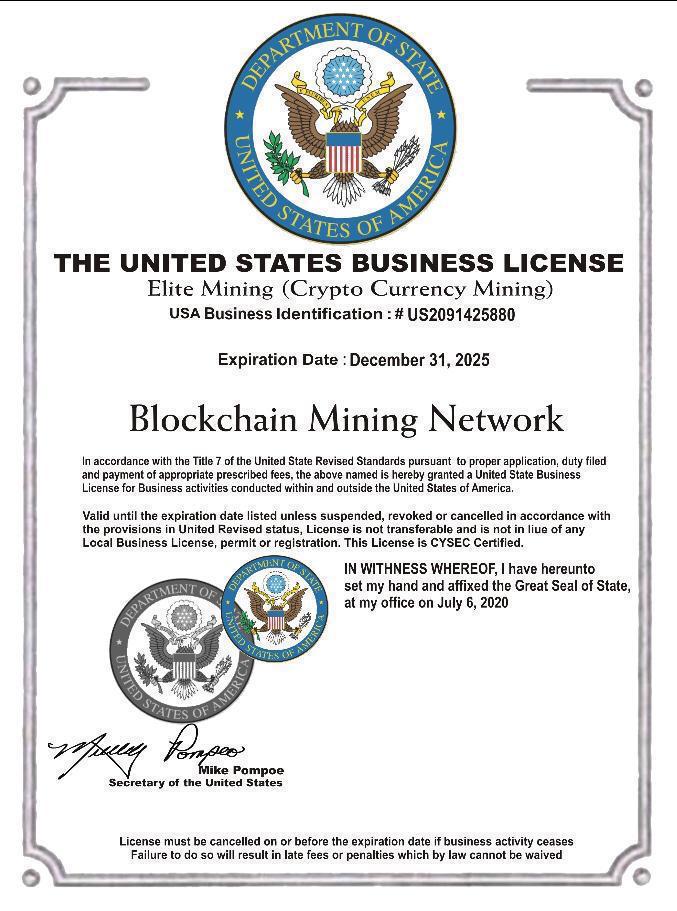 DEPARTMENT OF STATE
UNITED STATES OF AMERICA
THE UNITED STATES BUSINESS LICENSE
Elite Mining (Crypto Currency Mining)
USA Business Identification : # US2091425880
Expiration Date : December 31, 2025
Blockchain Mining Network
In accordance with the Title 7 of the United State Revised Standards pursuant to proper application, duty filed
and payment of appropriate prescribed fees, the above named is hereby granted a United State Business
License for Business activities conducted within and outside the United States of America.
Valid until the expiration date listed unless suspended, revoked or cancelled in accordance with
the provisions in United Revised status, License is not transferable and is not in liue of any
Local Business License, permit or registration. This License is CYSEC Certified.
IN WITHNESS WHEREOF, I have hereunto
set my hand and affixed the Great Seal of State,
at my office on July 6, 2020
DEPARTMENT OF STATE
UNITED STATES OF AMERICA
DEPARTMENT OF
UNITED STATES OF AMERICA
Pompeo
Mike Pompoe
Secretary of the United States
License must be cancelled on or before the expiration date if business activity ceases
Failure to do so will result in late fees or penalties which by law cannot be waived